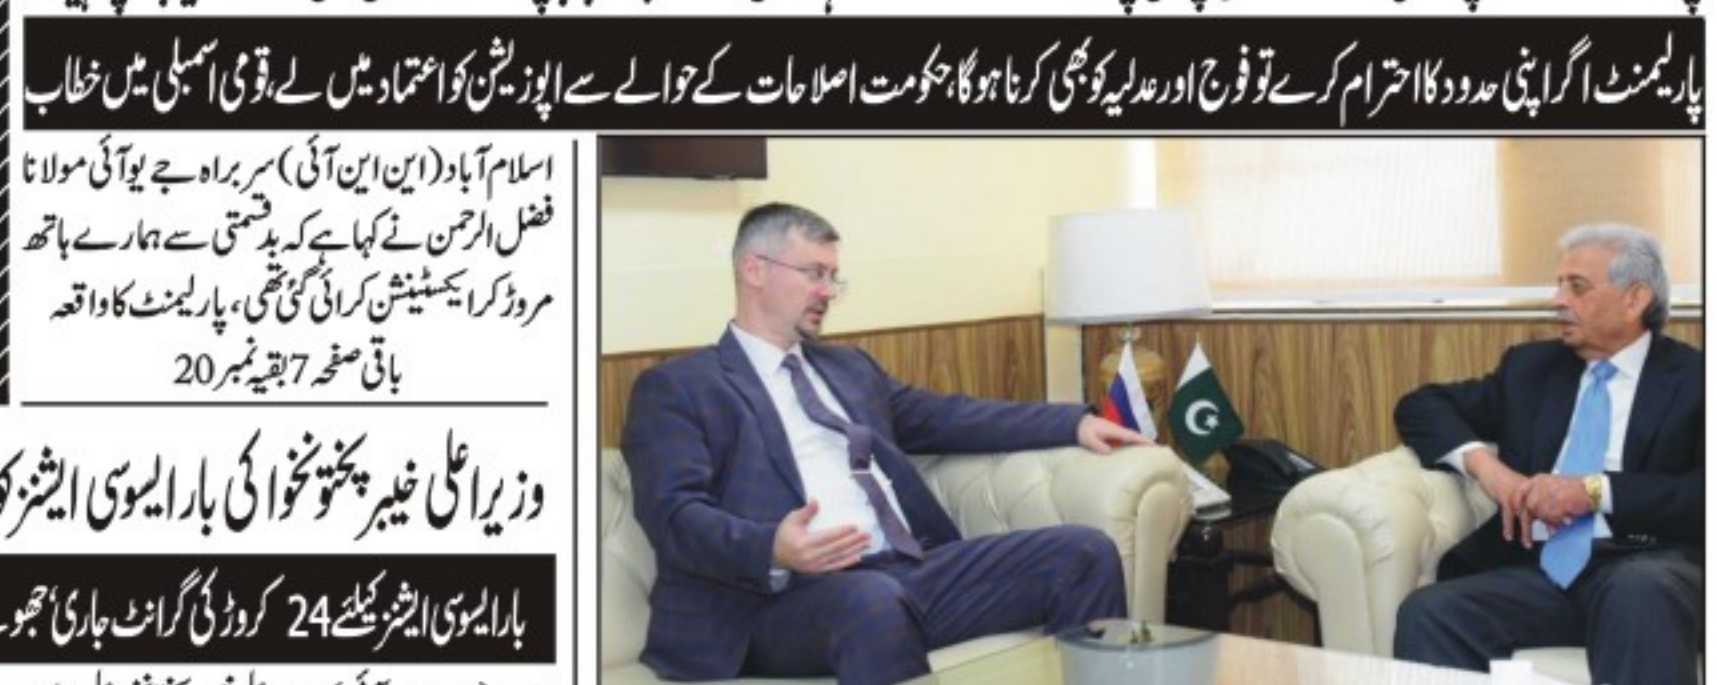 پارلیمنٹ اگر اپنی حدود کا احترام کرے تو فوج اور عدلیہ کو بھی کرنا ہوگا، حکومت اصلاحات کے حوالے سے اپوزیشن کو اعتماد میں لے، قومی اسمبلی میں خطاب
اسلام آباد (این این آئی) سربراہ جے یو آئی مولانا
فضل الرحمن نے کہا ہے کہ بدقسمتی سے ہمارے ہاتھ
مروڑ کر ایکسٹینشن کرائی گئی تھی، پارلیمنٹ کا واقعہ
باقی صفحہ 7 بقیہ نمبر 20
وزیراعلیٰ خیبر پختونخوا کی بار ایسوسی ایشنز کو
بار ایسوسی ایشنز کیلئے 24 کروڑ کی گرانٹ جاری،